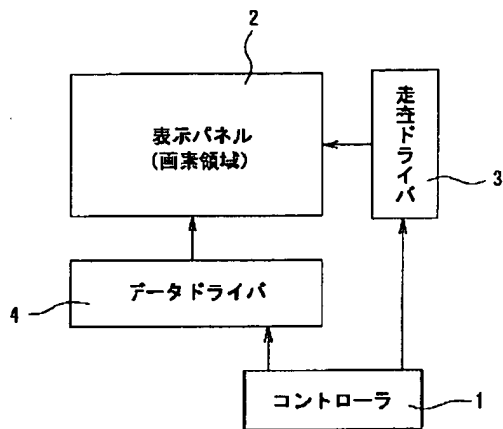 2
表示パネル
(画素領域)
走査ドライバ
3
データドライバ
4
コントローラ
1